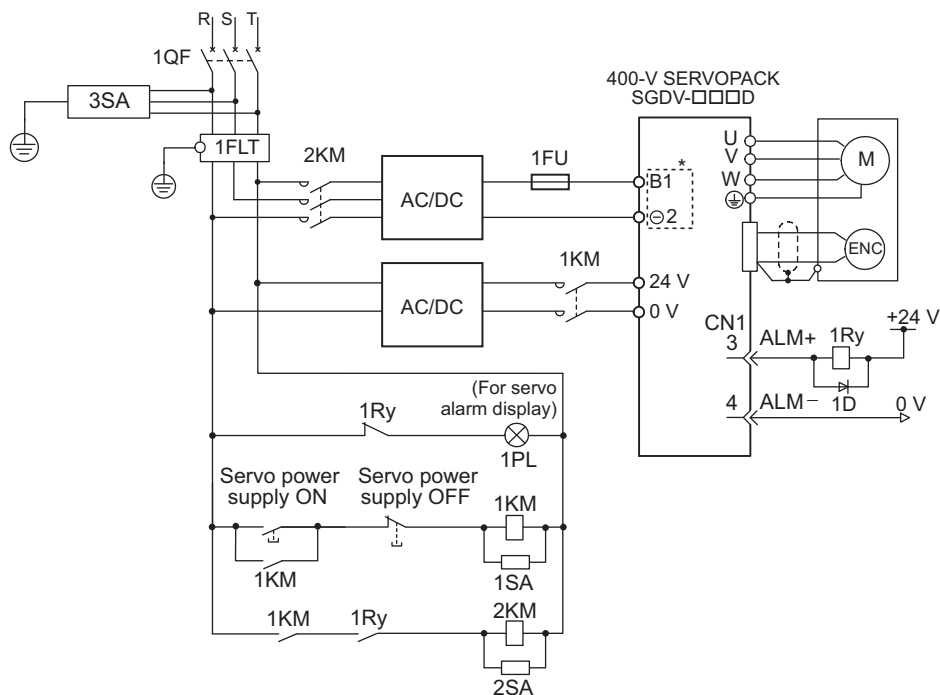 R S T
1QF
3SA
1FLT
2KM
AC/DC
1FU
400-V SERVOPACK
SGDV-□□□D
*
B1
⊖2
U
V
W
M
ENC
AC/DC
1KM
24 V
0 V
CN1
3
ALM+
1Ry
+24 V
1D
4
ALM−
0 V
1Ry
(For servo
alarm display)
1PL
Servo power
supply ON
Servo power
supply OFF
1KM
1KM
1SA
1KM
1Ry
2KM
2SA